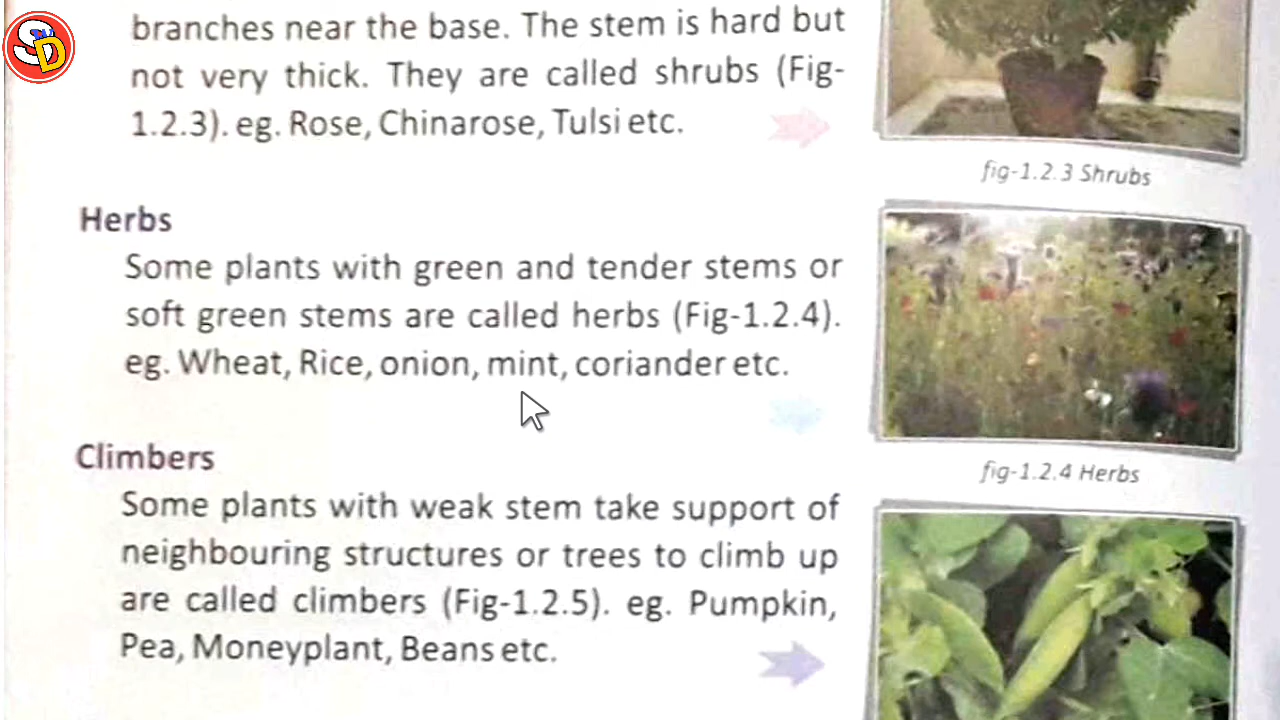 SD
branches near the base. The stem is hard but
not very thick. They are called shrubs (Fig-
1.2.3). eg. Rose, Chinarose, Tulsi etc.
fig-1.2.3 Shrubs
Herbs
Some plants with green and tender stems or
soft green stems are called herbs (Fig-1.2.4).
eg. Wheat, Rice, onion, mint, coriander etc.
fig-1.2.4 Herbs
Climbers
Some plants with weak stem take support of
neighbouring structures or trees to climb up
are called climbers (Fig-1.2.5). eg. Pumpkin,
Pea, Moneyplant, Beans etc.